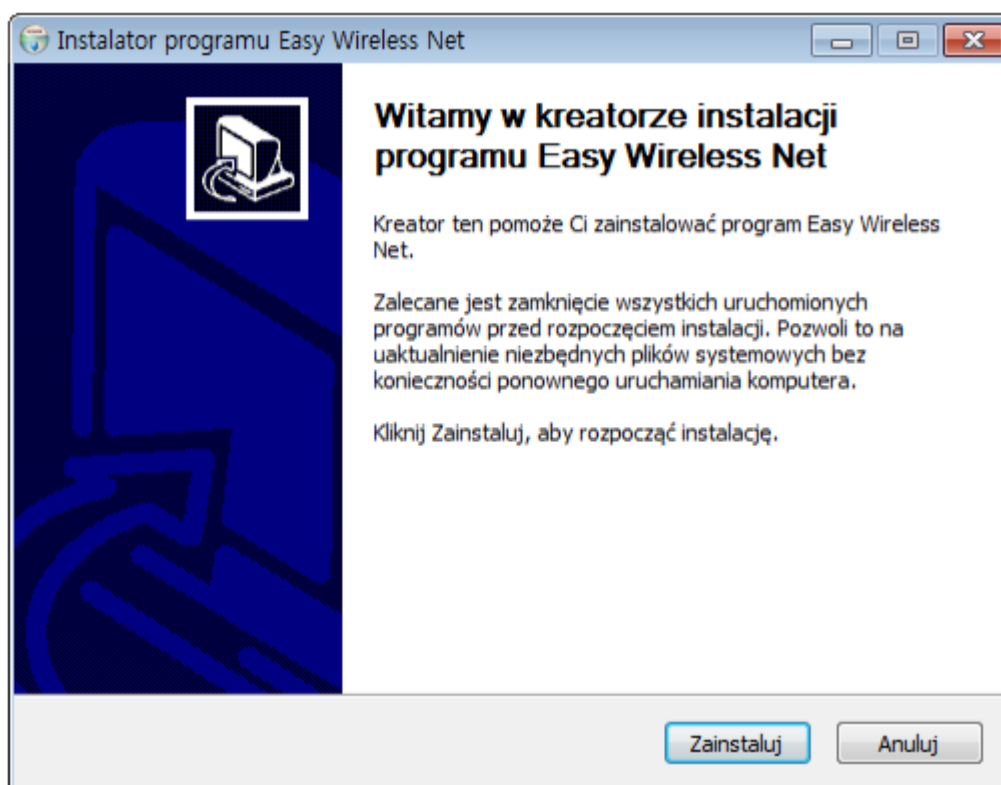 Instalator programu Easy Wireless Net
Witamy w kreatorze instalacji
programu Easy Wireless Net
Kreator ten pomoże Ci zainstalować program Easy Wireless
Net.
Zalecane jest zamknięcie wszystkich uruchomionych
programów przed rozpoczęciem instalacji. Pozwoli to na
uaktualnienie niezbędnych plików systemowych bez
konieczności ponownego uruchamiania komputera.
Kliknij Zainstaluj, aby rozpocząć instalację.
Zainstaluj
Anuluj